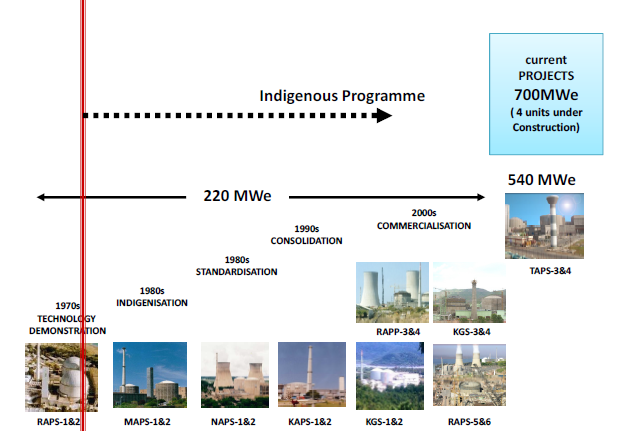 current
PROJECTS
700MWe
( 4 units under
Construction)
Indigenous Programme
540 MWe
220 MWe
2000s
COMMERCIALISATION
1990s
CONSOLIDATION
1980s
STANDARDISATION
1980s
INDIGENISATION
1970s
TECHNOLOGY
DEMONSTRATION
TAPS-3&4
RAPP-3&4
KGS-3&4
RAPS-1&2
MAPS-1&2
NAPS-1&2
KAPS-1&2
KGS-1&2
RAPS-5&6